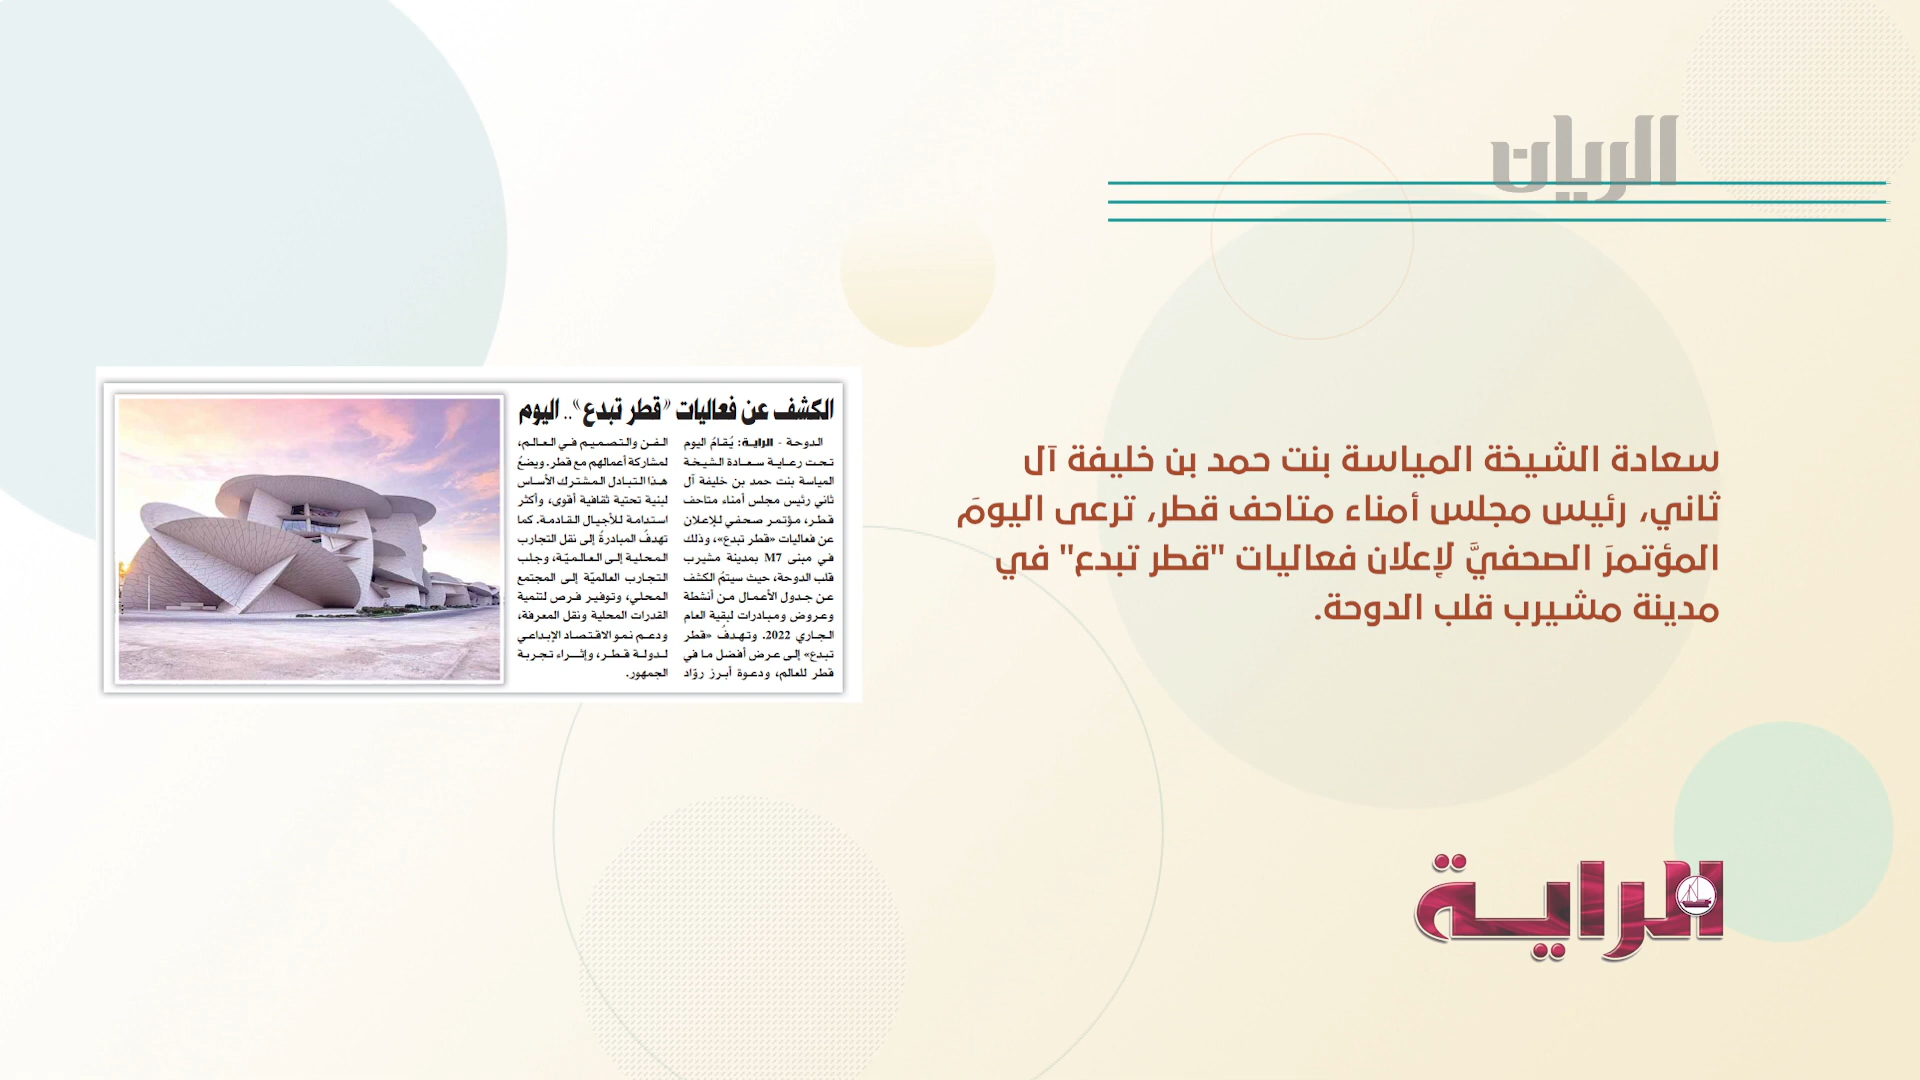 الريان
سعادة الشيخة المياسة بنت حمد بن خليفة آل
ثاني، رئيس مجلس أمناء متاحف قطر، ترعى اليومَ
المؤتمرَ الصحفيَّ لإعلان فعاليات "قطر تبدع" في
مدينة مشيرب قلب الدوحة.
الكشف عن فعاليات «قطر تبدع».. اليوم
الدوحة - الراية: يُقامُ اليوم
تحت رعاية سعادة الشيخة
المياسة بنت حمد بن خليفة آل
ثاني رئيس مجلس أمناء متاحف
قطر، مؤتمر صحفي للإعلان
عن فعاليات «قطر تبدع»، وذلك
في مبنى M7 بمدينة مشيرب
قلب الدوحة، حيث سيتمُ الكشف
عن جدول الأعمال من أنشطة
وعروض ومبادرات لبقية العام
الجاري 2022. وتهدفُ «قطر
تبدع» إلى عرض أفضل ما في
قطر للعالم، ودعوة أبرز روّاد
الفن والتصميم في العالم،
لمشاركة أعمالهم مع قطر. ويضعُ
هذا التبادل المشترك الأساس
لبنية تحتية ثقافية أقوى، وأكثر
استدامة للأجيال القادمة. كما
تهدفُ المبادرةُ إلى نقل التجارب
المحلية إلى العالميّة، وجلب
التجارب العالميّة إلى المجتمع
المحلي، وتوفير فرص لتنمية
القدرات المحلية ونقل المعرفة،
ودعم نمو الاقتصاد الإبداعي
لدولة قطر، وإثراء تجربة
الجمهور.
الراية